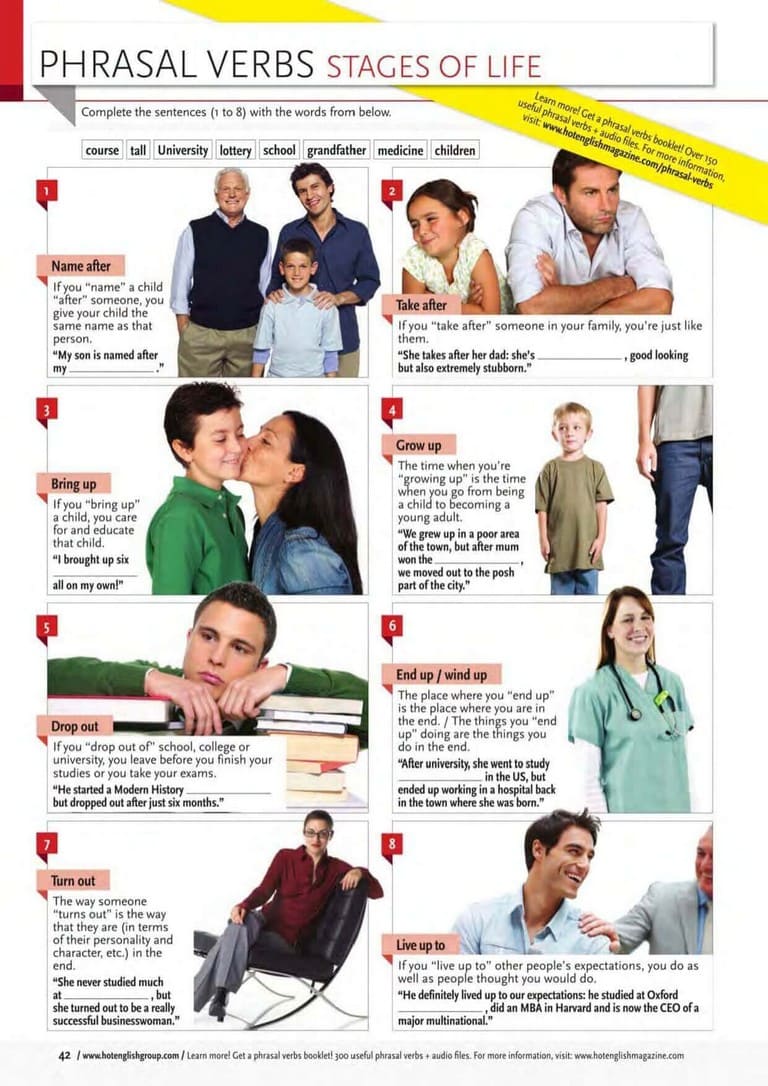 PHRASAL VERBS STAGES OF LIFE
Learn more! Get a phrasal verbs booklet! Over 150
useful phrasal verbs + audio files. For more information,
visit: www.hotenglishmagazine.com/phrasal-verbs
Complete the sentences (1 to 8) with the words from below.
course tall University lottery school grandfather medicine children
1
Name after
If you “name” a child
“after” someone, you
give your child the
same name as that
person.
“My son is named after
my ______________.”
2
Take after
If you “take after” someone in your family, you’re just like
them.
“She takes after her dad: she’s ______________, good looking
but also extremely stubborn.”
3
Bring up
If you “bring up”
a child, you care
for and educate
that child.
“I brought up six
______________
all on my own!”
4
Grow up
The time when you’re
“growing up” is the time
when you go from being
a child to becoming a
young adult.
“We grew up in a poor area
of the town, but after mum
won the ______________,
we moved out to the posh
part of the city.”
5
Drop out
If you “drop out of” school, college or
university, you leave before you finish your
studies or you take your exams.
“He started a Modern History ______________
but dropped out after just six months.”
6
End up / wind up
The place where you “end up”
is the place where you are in
the end. / The things you “end
up” doing are the things you
do in the end.
“After university, she went to study
______________ in the US, but
ended up working in a hospital back
in the town where she was born.”
7
Turn out
The way someone
“turns out” is the way
that they are (in terms
of their personality and
character, etc.) in the
end.
“She never studied much
at ______________, but
she turned out to be a really
successful businesswoman.”
8
Live up to
If you “live up to” other people’s expectations, you do as
well as people thought you would do.
“He definitely lived up to our expectations: he studied at Oxford
______________, did an MBA in Harvard and is now the CEO of a
major multinational.”
42 / www.hotenglishgroup.com / Learn more! Get a phrasal verbs booklet! 300 useful phrasal verbs + audio files. For more information, visit: www.hotenglishmagazine.com